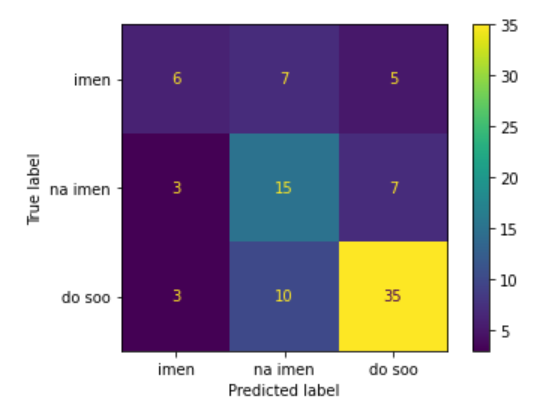 True label
imen 6 7 5
na imen 3 15 7
do soo 3 10 35
imen na imen do soo
Predicted label
35
30
25
20
15
10
5